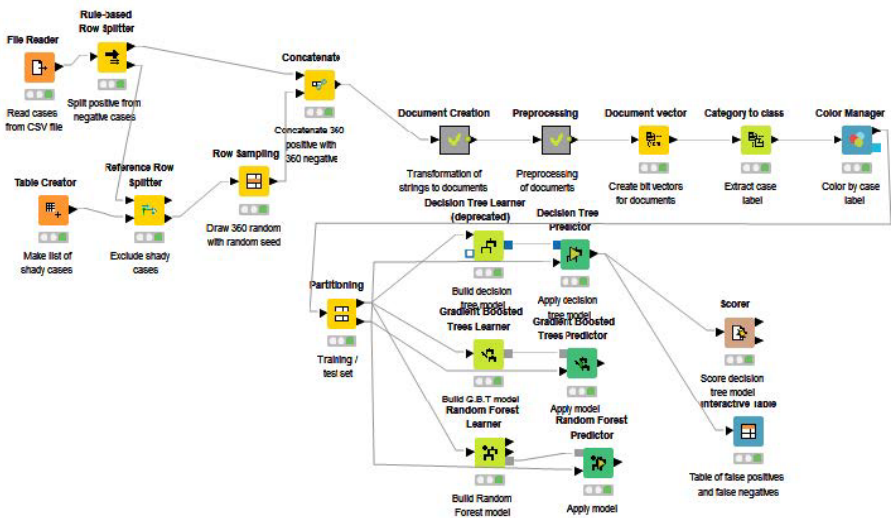 Rule-based
Row Splitter
File Reader
Concatenate
Read cases
from CSV file
Split positive from
negative cases
Concatenate 360
positive with
360 negative
Document Creation
Preprocessing
Document vector
Category to class
Color Manager
Transformation of
strings to documents
Preprocessing
of documents
Create bit vectors
for documents
Extract case
label
Color by case
label
Table Creator
Reference Row
Splitter
Row Sampling
Make list of
shady cases
Exclude shady
cases
Draw 360 random
with random seed
Decision Tree Learner
(deprecated)
Decision Tree
Predictor
Partitioning
Build decision
tree model
Apply decision
tree model
Scorer
Gradient Boosted
Trees Learner
Gradient Boosted
Trees Predictor
Training /
test set
Score decision
tree model
Build G.B.T model
Apply model
Interactive Table
Random Forest
Learner
Random Forest
Predictor
Table of false positives
and false negatives
Build Random
Forest model
Apply model